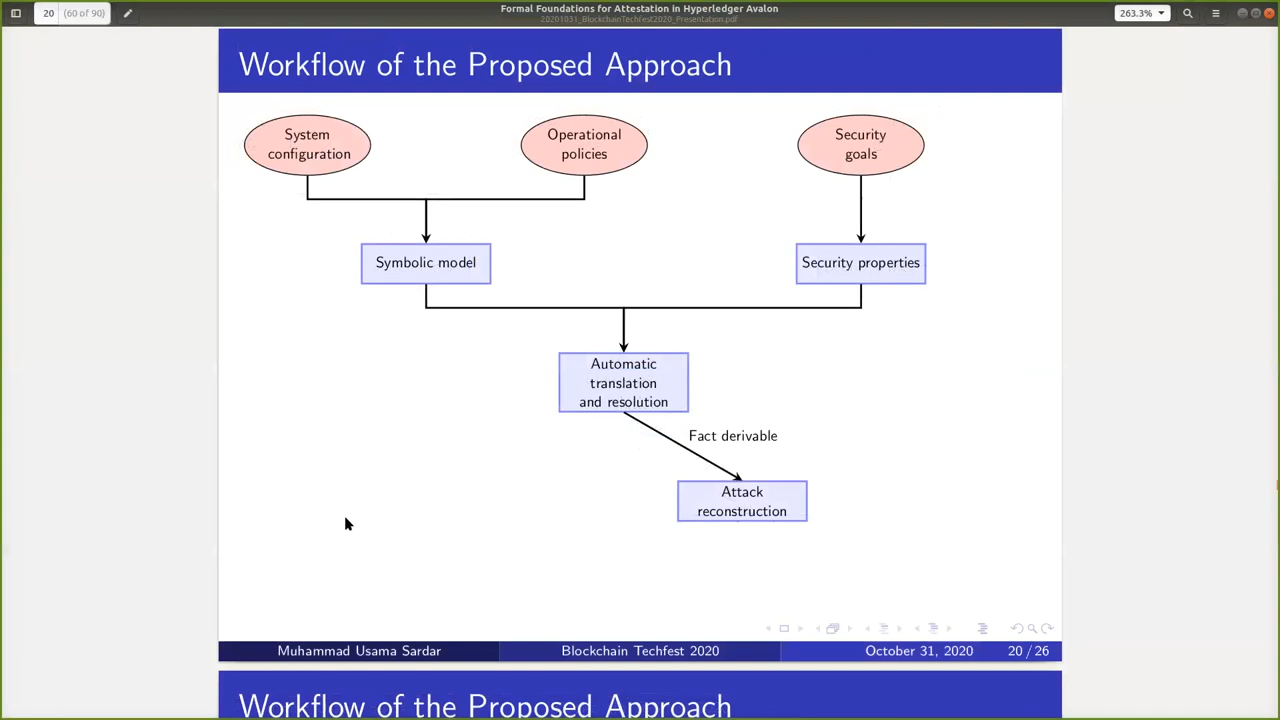 20 (60 of 90)
Formal Foundations for Attestation in Hyperledger Avalon
20201031_BlockchainTechfest2020_Presentation.pdf
263.3%
Workflow of the Proposed Approach
System
configuration
Operational
policies
Security
goals
Symbolic model
Security properties
Automatic
translation
and resolution
Fact derivable
Attack
reconstruction
Muhammad Usama Sardar
Blockchain Techfest 2020
October 31, 2020
20 / 26
Workflow of the Proposed Approach